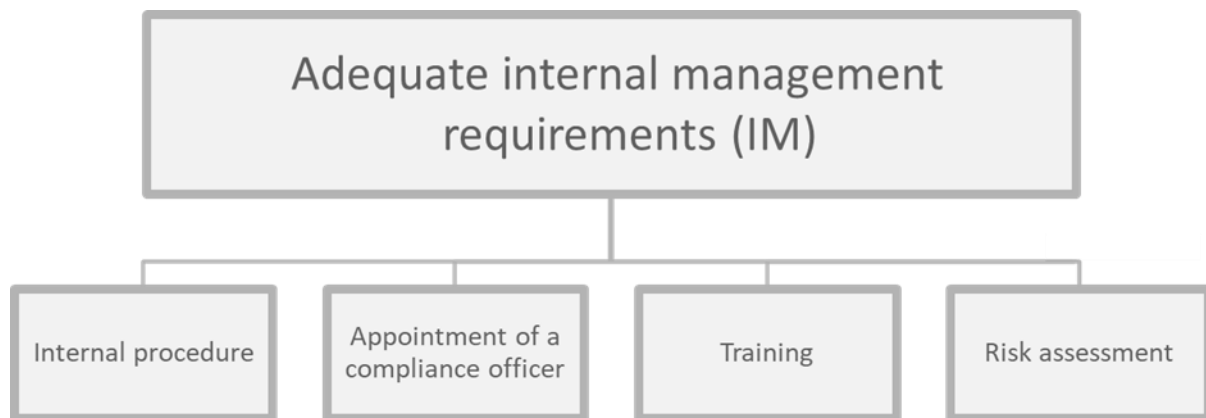 Adequate internal management
requirements (IM)
Internal procedure
Appointment of a
compliance officer
Training
Risk assessment